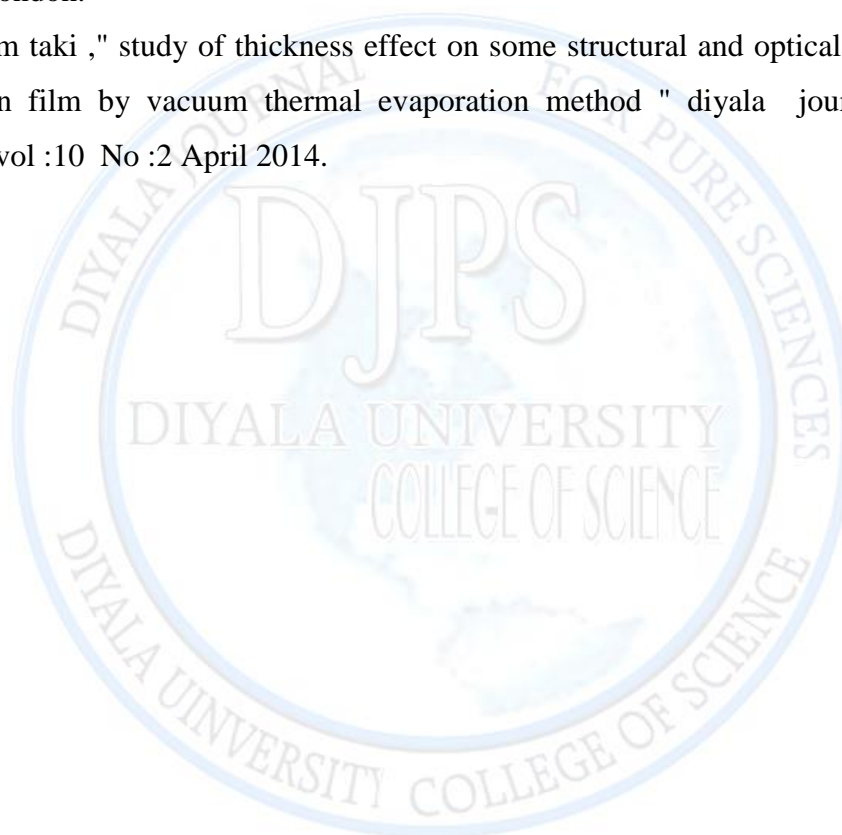 ondon.
m taki ," study of thickness effect on some structural and optical
n film by vacuum thermal evaporation method " diyala jour
vol :10 No :2 April 2014.
DIYALA JOURNAL FOR PURE SCIENCES
DJPS
DIYALA UNIVERSITY
COLLEGE OF SCIENCE
DIYALA UINVERSITY COLLEGE OF SCIENCE